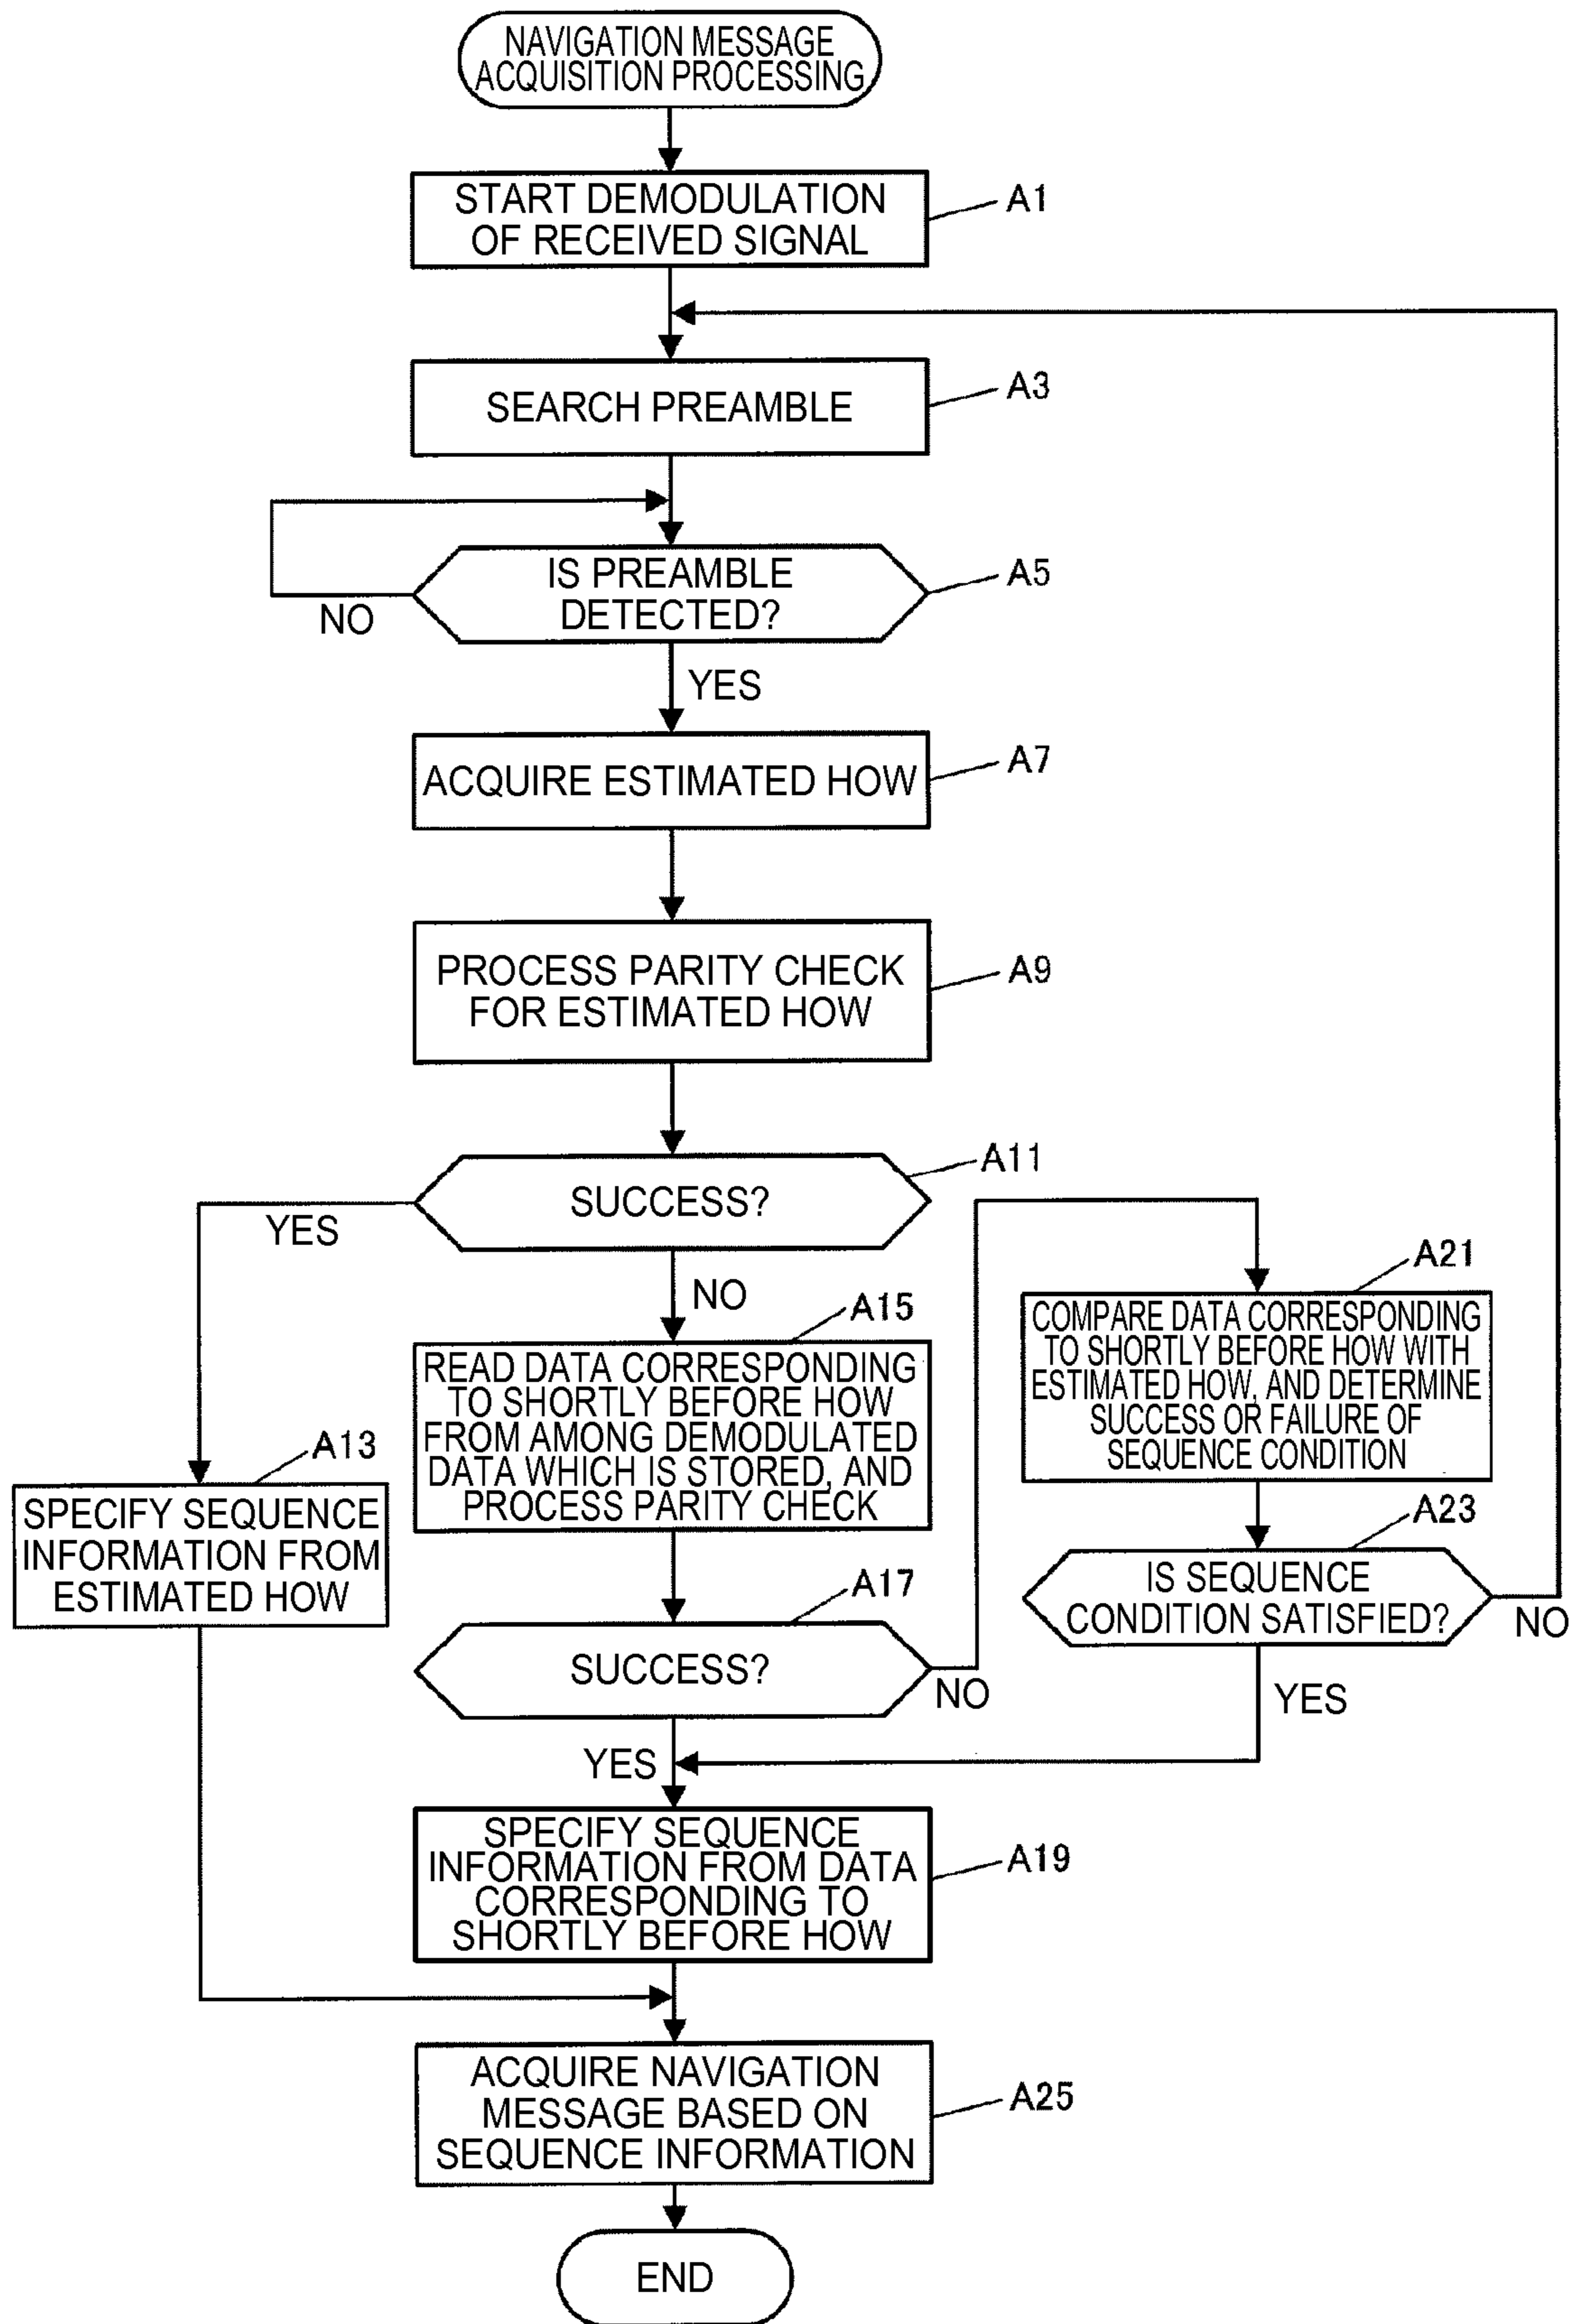 NAVIGATION MESSAGE
ACQUISITION PROCESSING
START DEMODULATION
OF RECEIVED SIGNAL
A1
SEARCH PREAMBLE
A3
IS PREAMBLE
DETECTED?
A5
NO
YES
ACQUIRE ESTIMATED HOW
A7
PROCESS PARITY CHECK
FOR ESTIMATED HOW
A9
SUCCESS?
A11
YES
NO
A13
SPECIFY SEQUENCE
INFORMATION FROM
ESTIMATED HOW
A15
READ DATA CORRESPONDING
TO SHORTLY BEFORE HOW
FROM AMONG DEMODULATED
DATA WHICH IS STORED, AND
PROCESS PARITY CHECK
A17
SUCCESS?
NO
YES
A21
COMPARE DATA CORRESPONDING
TO SHORTLY BEFORE HOW WITH
ESTIMATED HOW, AND DETERMINE
SUCCESS OR FAILURE OF
SEQUENCE CONDITION
A23
IS SEQUENCE
CONDITION SATISFIED?
NO
YES
SPECIFY SEQUENCE
INFORMATION FROM DATA
CORRESPONDING TO
SHORTLY BEFORE HOW
A19
ACQUIRE NAVIGATION
MESSAGE BASED ON
SEQUENCE INFORMATION
A25
END